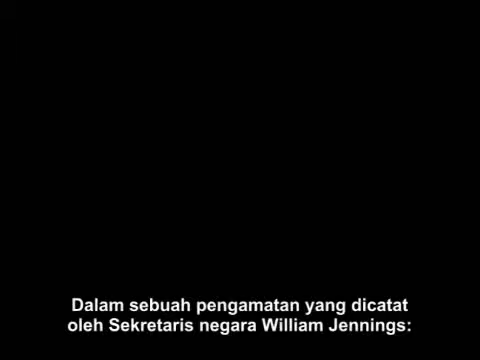 Dalam sebuah pengamatan yang dicatat
oleh Sekretaris negara William Jennings: